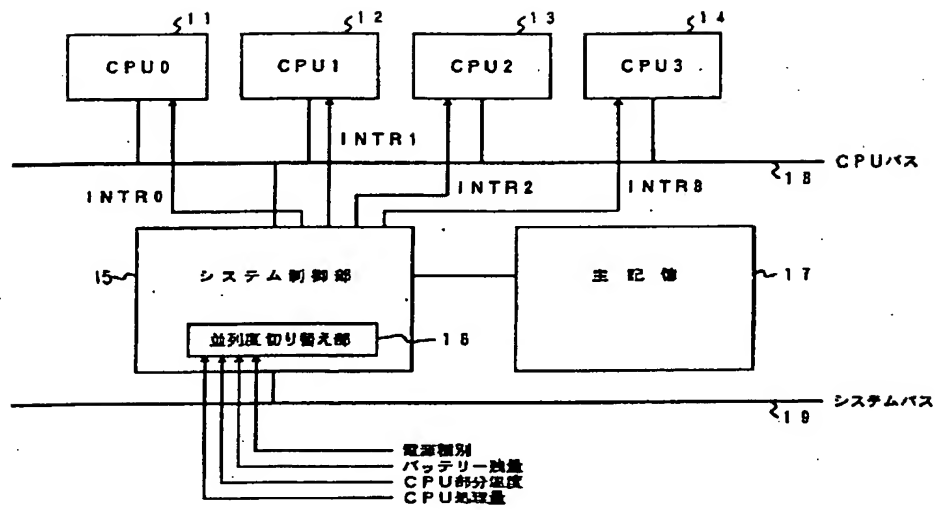 11
12
13
14
CPU0
CPU1
CPU2
CPU3
INTR1
CPUバス
18
INTR0
INTR2
INTR3
15
システム制御部
主記憶
17
並列度切り替え部
16
システムバス
19
電源種別
バッテリー残量
CPU部分温度
CPU処理量